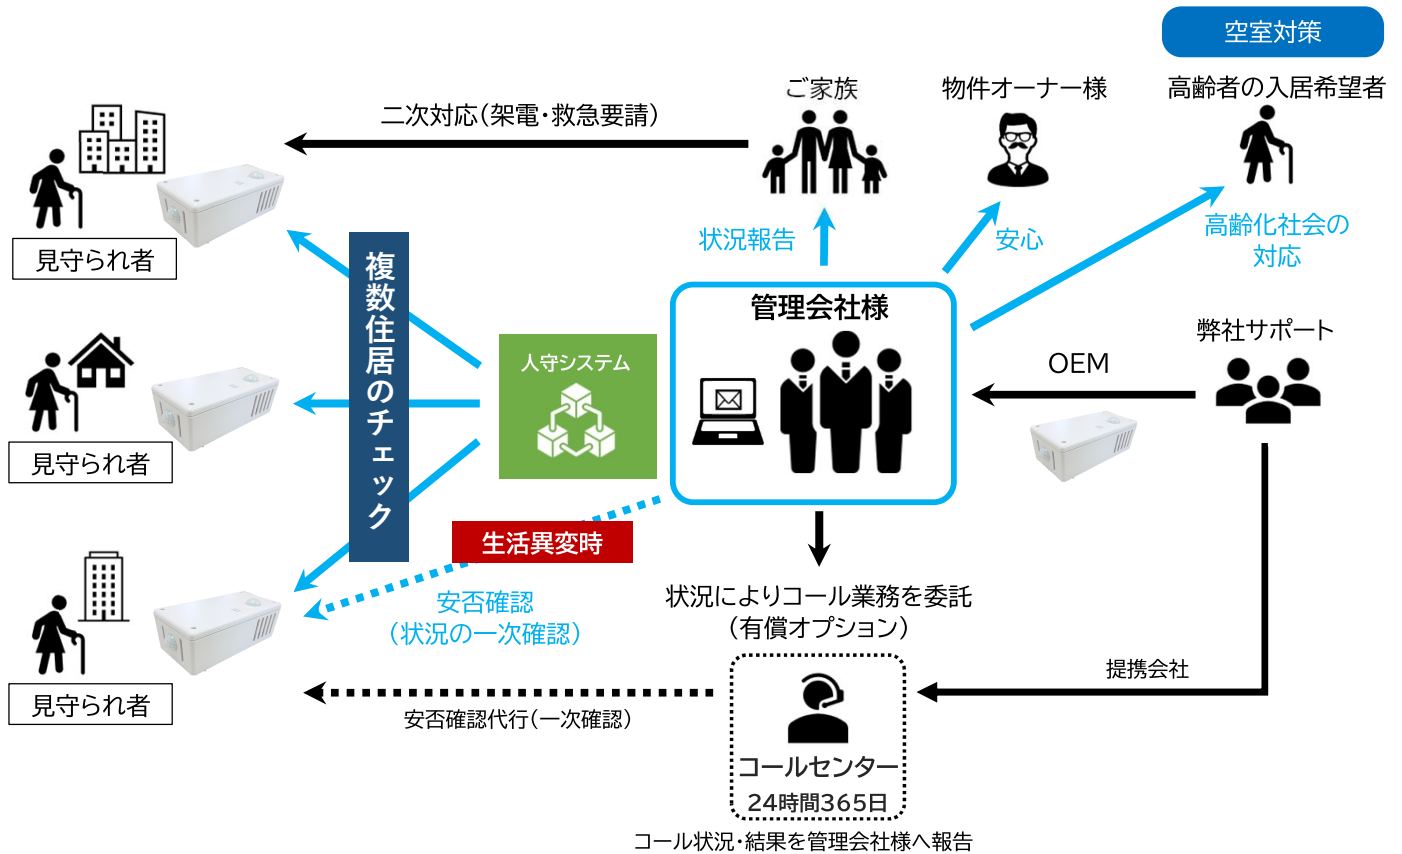 空室対策
ご家族
物件オーナー様
高齢者の入居希望者
二次対応（架電・救急要請）
見守られ者
状況報告
安心
高齢化社会の
対応
複数住居のチェック
管理会社様
弊社サポート
人守システム
OEM
見守られ者
生活異変時
安否確認
（状況の一次確認）
状況によりコール業務を委託
（有償オプション）
提携会社
見守られ者
安否確認代行（一次確認）
コールセンター
24時間365日
コール状況・結果を管理会社様へ報告